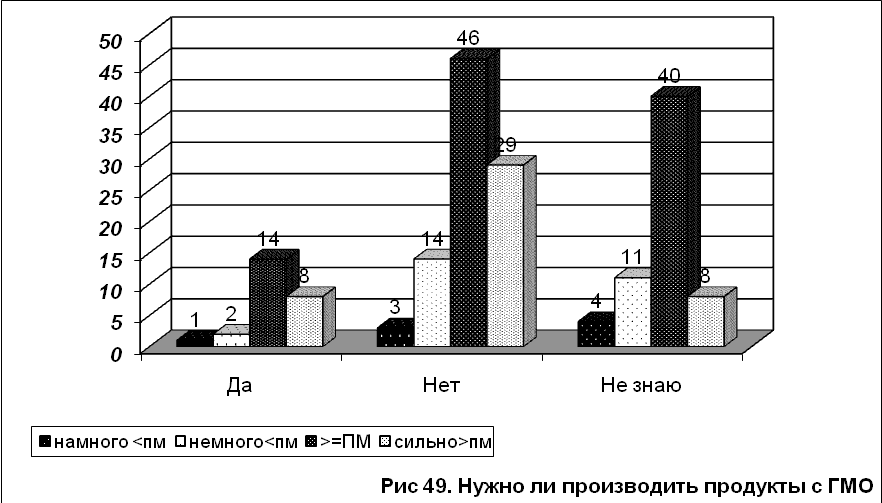 50
45
40
35
30
25
20
15
10
5
0
1 2 14 8
3 14 46 29
4 11 40 8
Да Нет Не знаю
намного <пм немного<пм >=ПМ сильно>пм
Рис 49. Нужно ли производить продукты с ГМО